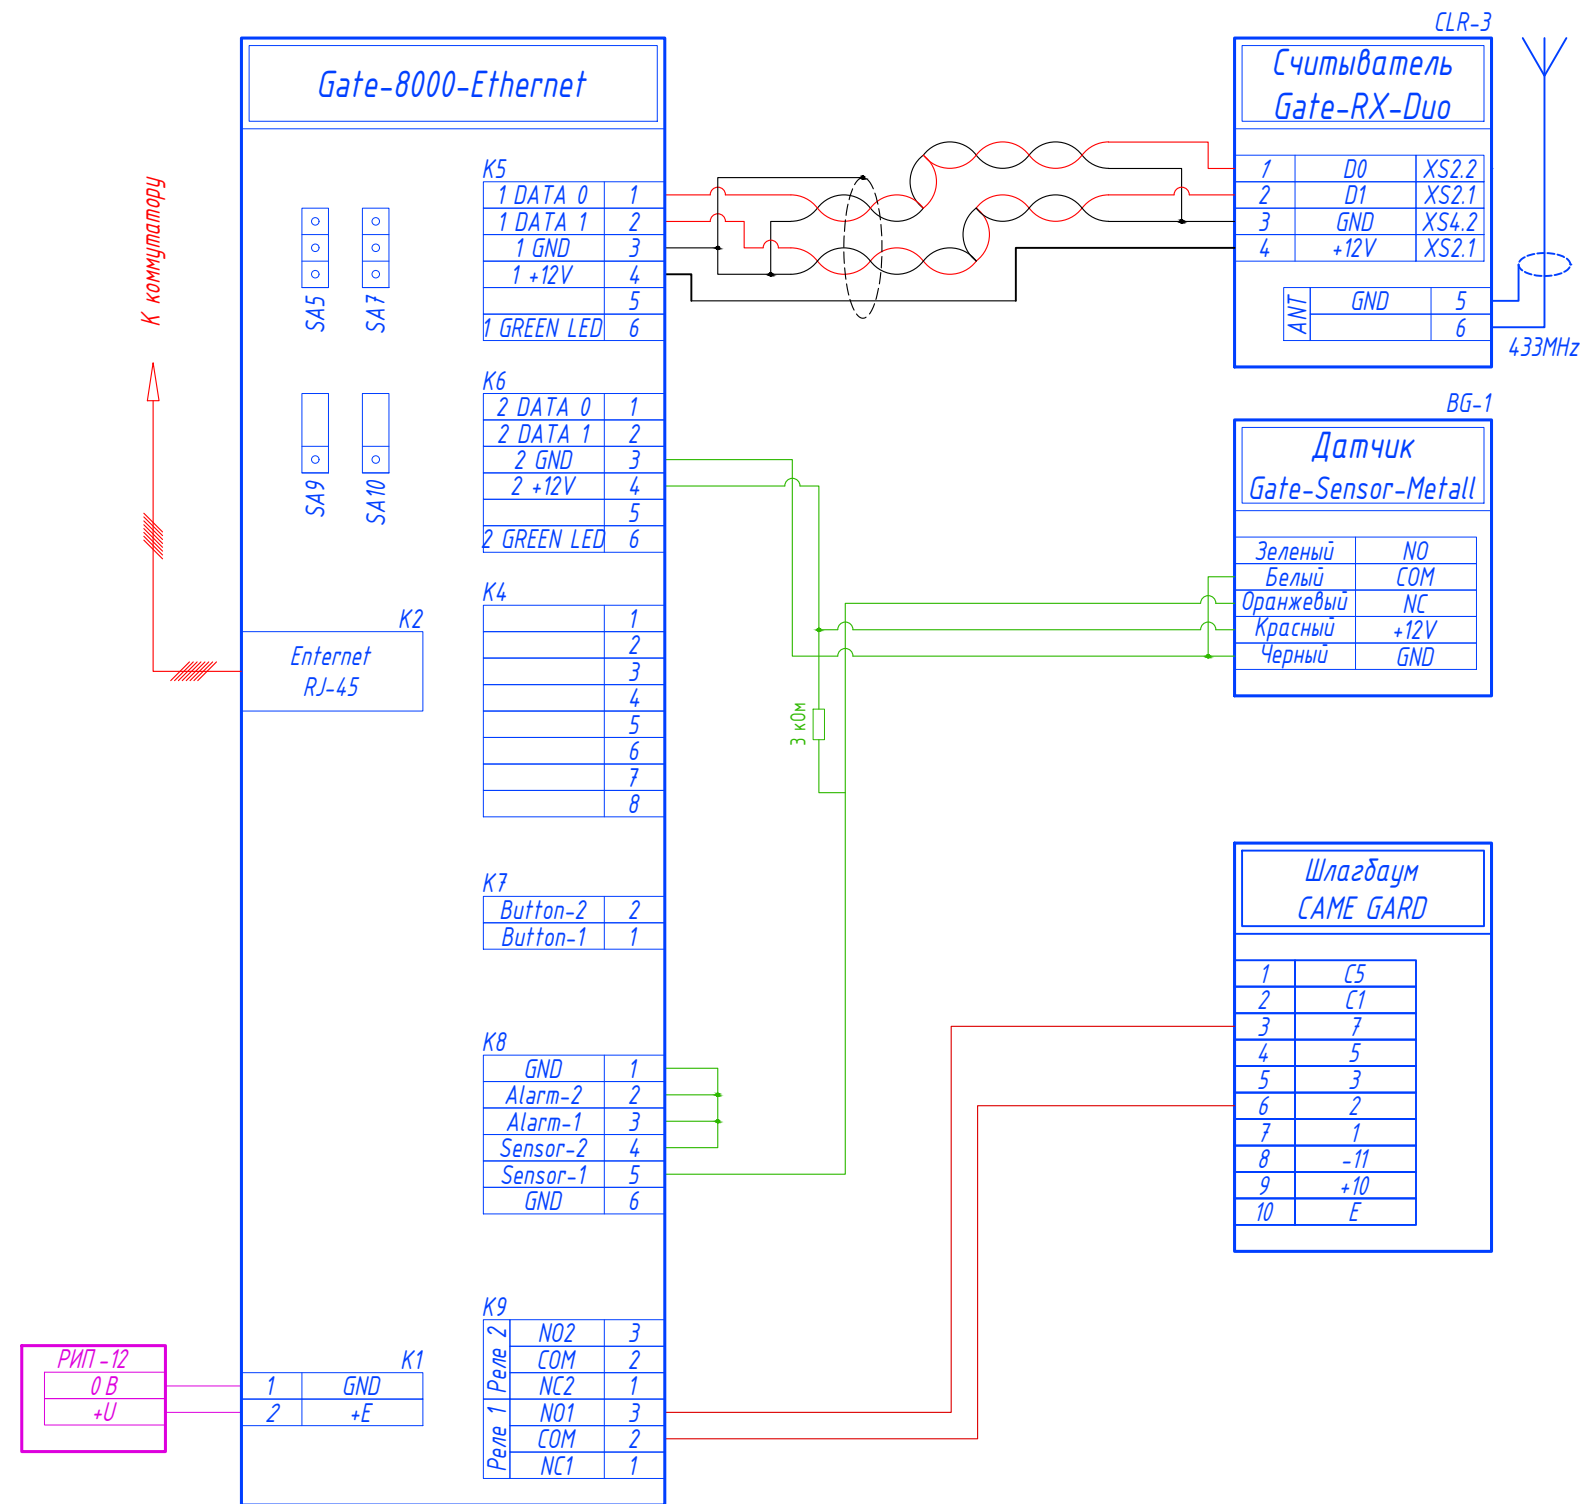 CLR-3
Gate-8000-Ethernet
Считыватель
Gate-RX-Duo
К коммутатору
K5
1 DATA 0 1
1 DATA 1 2
1 GND 3
1 +12V 4
5
1 GREEN LED 6
SA5
SA7
1 D0 XS2.2
2 D1 XS2.1
3 GND XS4.2
4 +12V XS2.1
ANT
GND 5
6
433MHz
K6
2 DATA 0 1
2 DATA 1 2
2 GND 3
2 +12V 4
5
2 GREEN LED 6
SA9
SA10
BG-1
Датчик
Gate-Sensor-Metall
Зеленый NO
Белый COM
Оранжевый NC
Красный +12V
Черный GND
K4
1
2
3
4
5
6
7
8
K2
Enternet
RJ-45
3 кОм
K7
Button-2 2
Button-1 1
Шлагбаум
CAME GARD
1 C5
2 C1
3 7
4 5
5 3
6 2
7 1
8 -11
9 +10
10 E
K8
GND 1
Alarm-2 2
Alarm-1 3
Sensor-2 4
Sensor-1 5
GND 6
K9
Реле 2
NO2 3
COM 2
NC2 1
Реле 1
NO1 3
COM 2
NC1 1
РИП -12
0 В
+U
K1
1 GND
2 +E